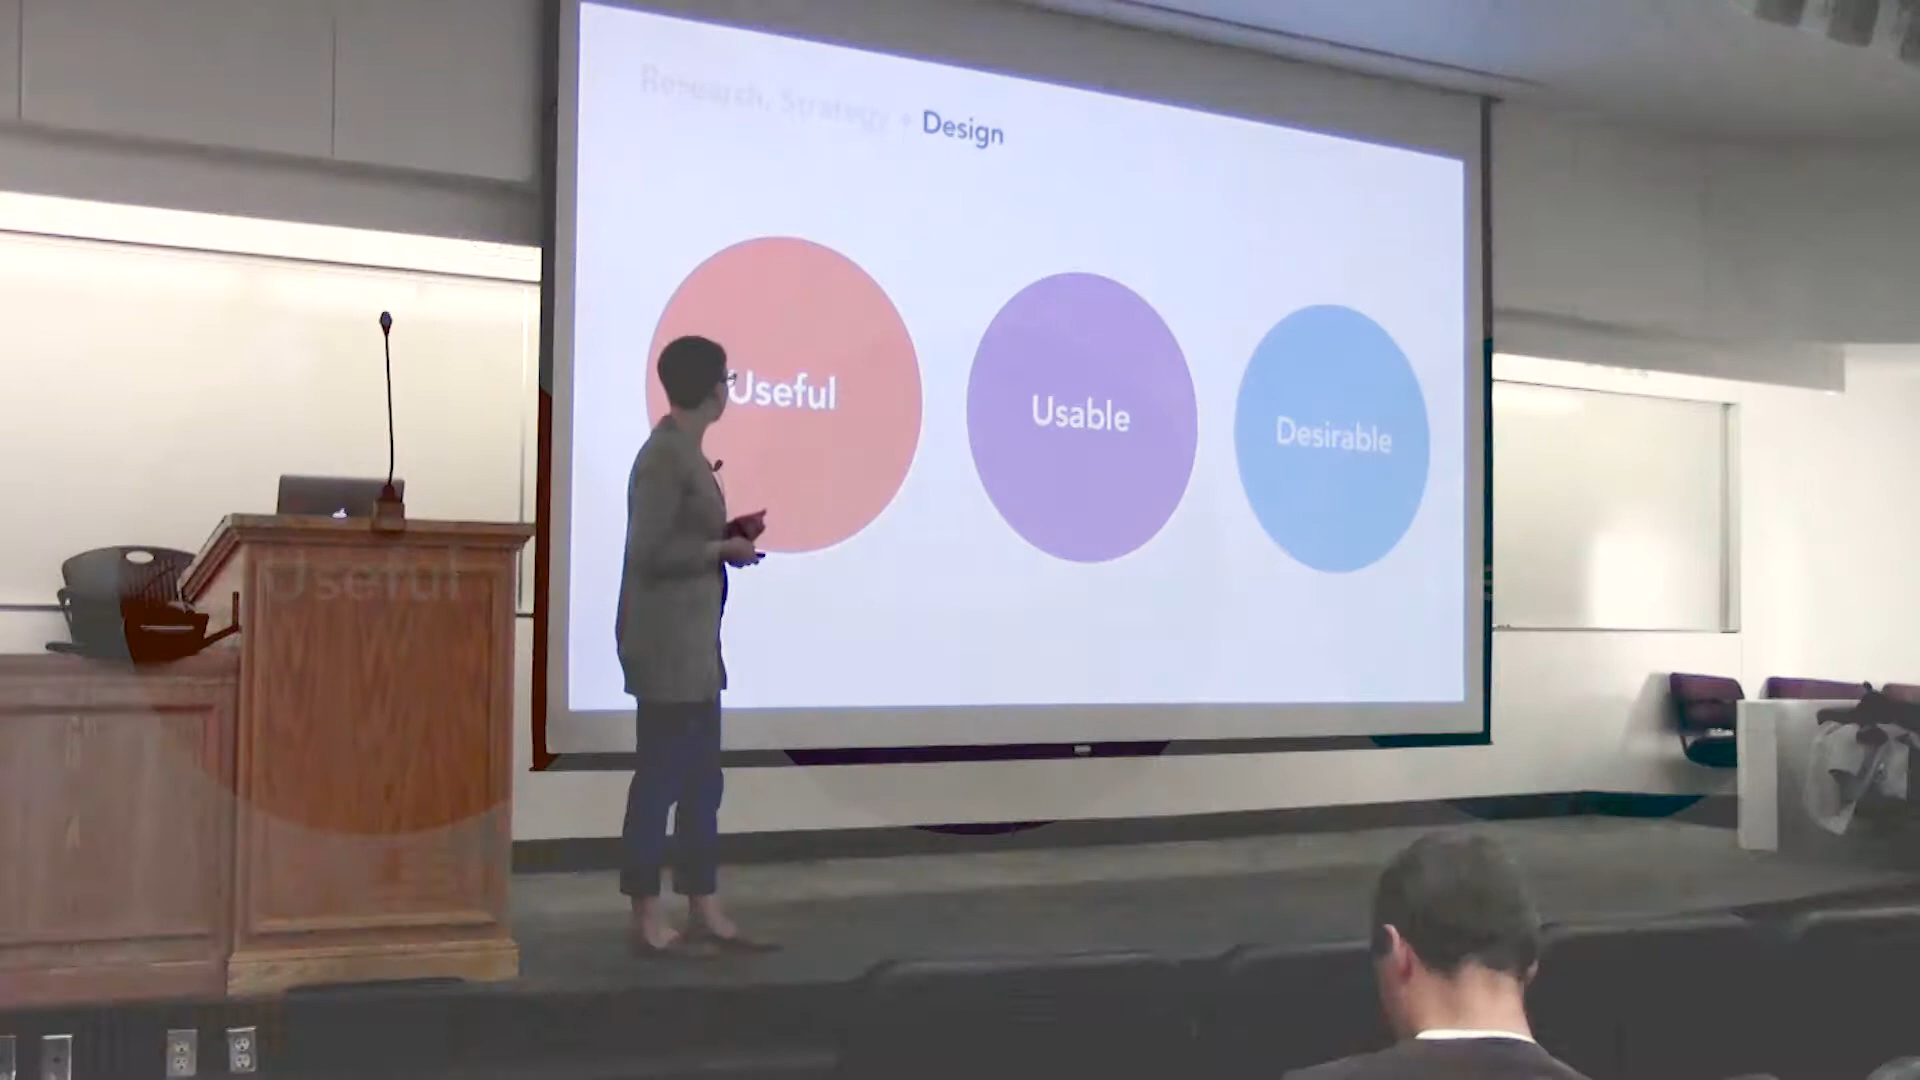 Research, Strategy + Design
Useful
Usable
Desirable
Useful